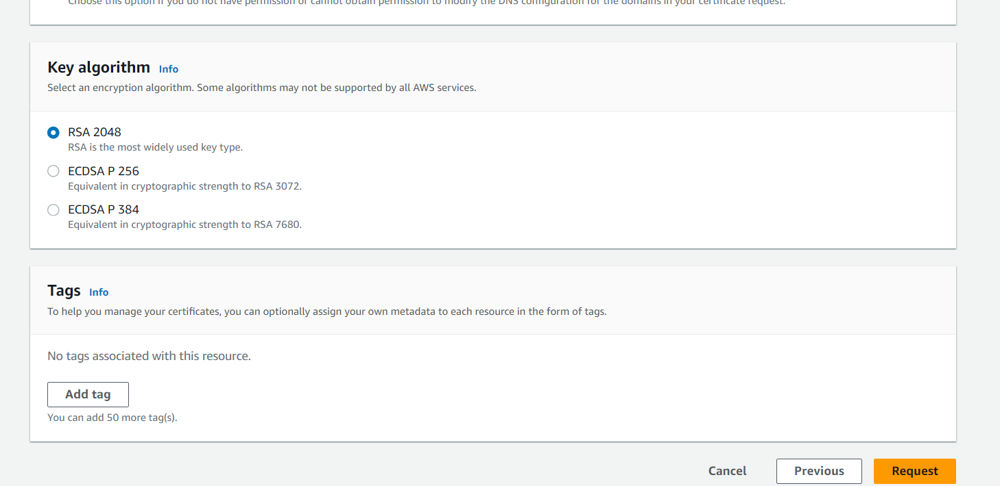 Choose this option if you do not have permission or cannot obtain permission to modify the DNS configuration for the domains in your certificate request.
Key algorithm Info
Select an encryption algorithm. Some algorithms may not be supported by all AWS services.
RSA 2048
RSA is the most widely used key type.
ECDSA P 256
Equivalent in cryptographic strength to RSA 3072.
ECDSA P 384
Equivalent in cryptographic strength to RSA 7680.
Tags Info
To help you manage your certificates, you can optionally assign your own metadata to each resource in the form of tags.
No tags associated with this resource.
Add tag
You can add 50 more tag(s).
Cancel Previous Request